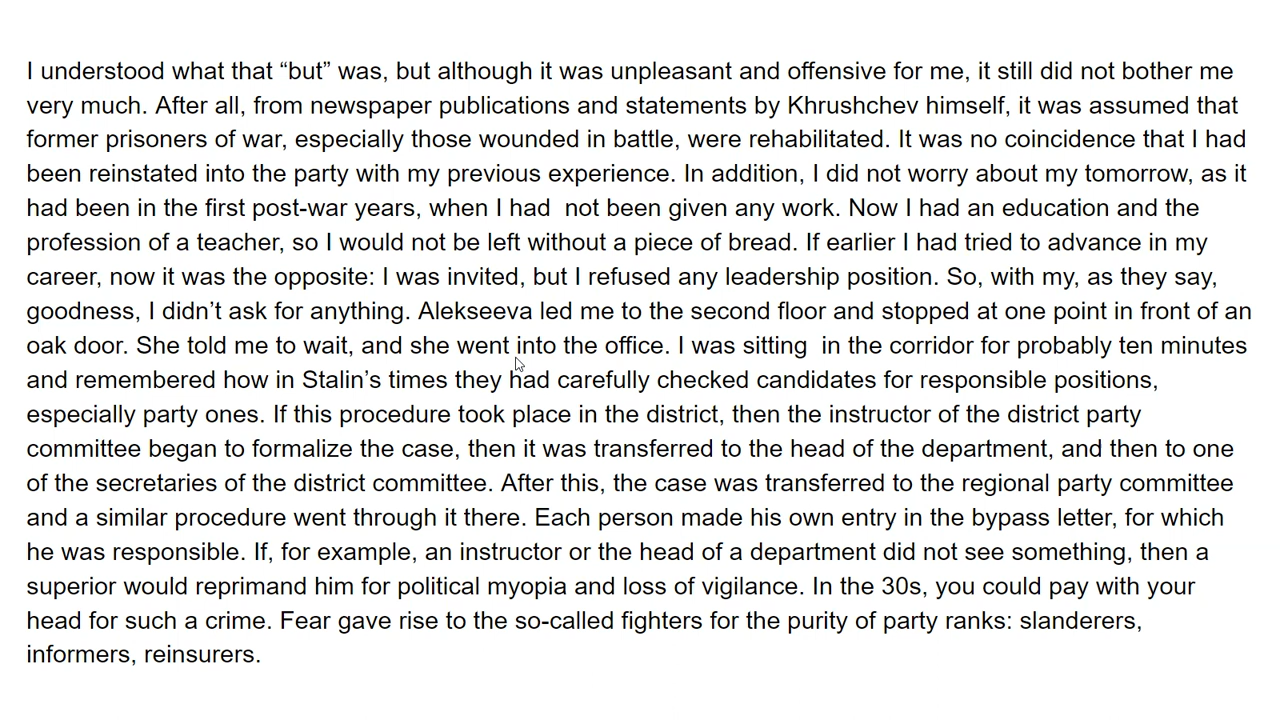 I understood what that “but” was, but although it was unpleasant and offensive for me, it still did not bother me
very much. After all, from newspaper publications and statements by Khrushchev himself, it was assumed that
former prisoners of war, especially those wounded in battle, were rehabilitated. It was no coincidence that I had
been reinstated into the party with my previous experience. In addition, I did not worry about my tomorrow, as it
had been in the first post-war years, when I had  not been given any work. Now I had an education and the
profession of a teacher, so I would not be left without a piece of bread. If earlier I had tried to advance in my
career, now it was the opposite: I was invited, but I refused any leadership position. So, with my, as they say,
goodness, I didn’t ask for anything. Alekseeva led me to the second floor and stopped at one point in front of an
oak door. She told me to wait, and she went into the office. I was sitting  in the corridor for probably ten minutes
and remembered how in Stalin’s times they had carefully checked candidates for responsible positions,
especially party ones. If this procedure took place in the district, then the instructor of the district party
committee began to formalize the case, then it was transferred to the head of the department, and then to one
of the secretaries of the district committee. After this, the case was transferred to the regional party committee
and a similar procedure went through it there. Each person made his own entry in the bypass letter, for which
he was responsible. If, for example, an instructor or the head of a department did not see something, then a
superior would reprimand him for political myopia and loss of vigilance. In the 30s, you could pay with your
head for such a crime. Fear gave rise to the so-called fighters for the purity of party ranks: slanderers,
informers, reinsurers.